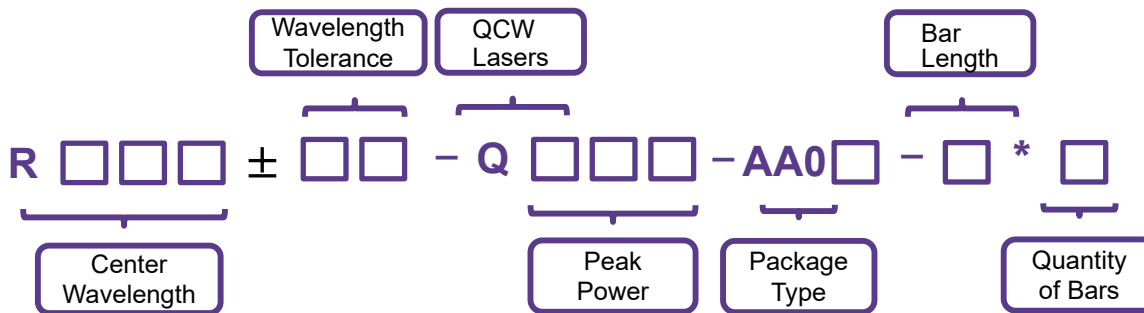 Wavelength
Tolerance
QCW
Lasers
Bar
Length
R □□□ ± □□ – Q □□□ – AA0□ – □ * □
Center
Wavelength
Peak
Power
Package
Type
Quantity
of Bars